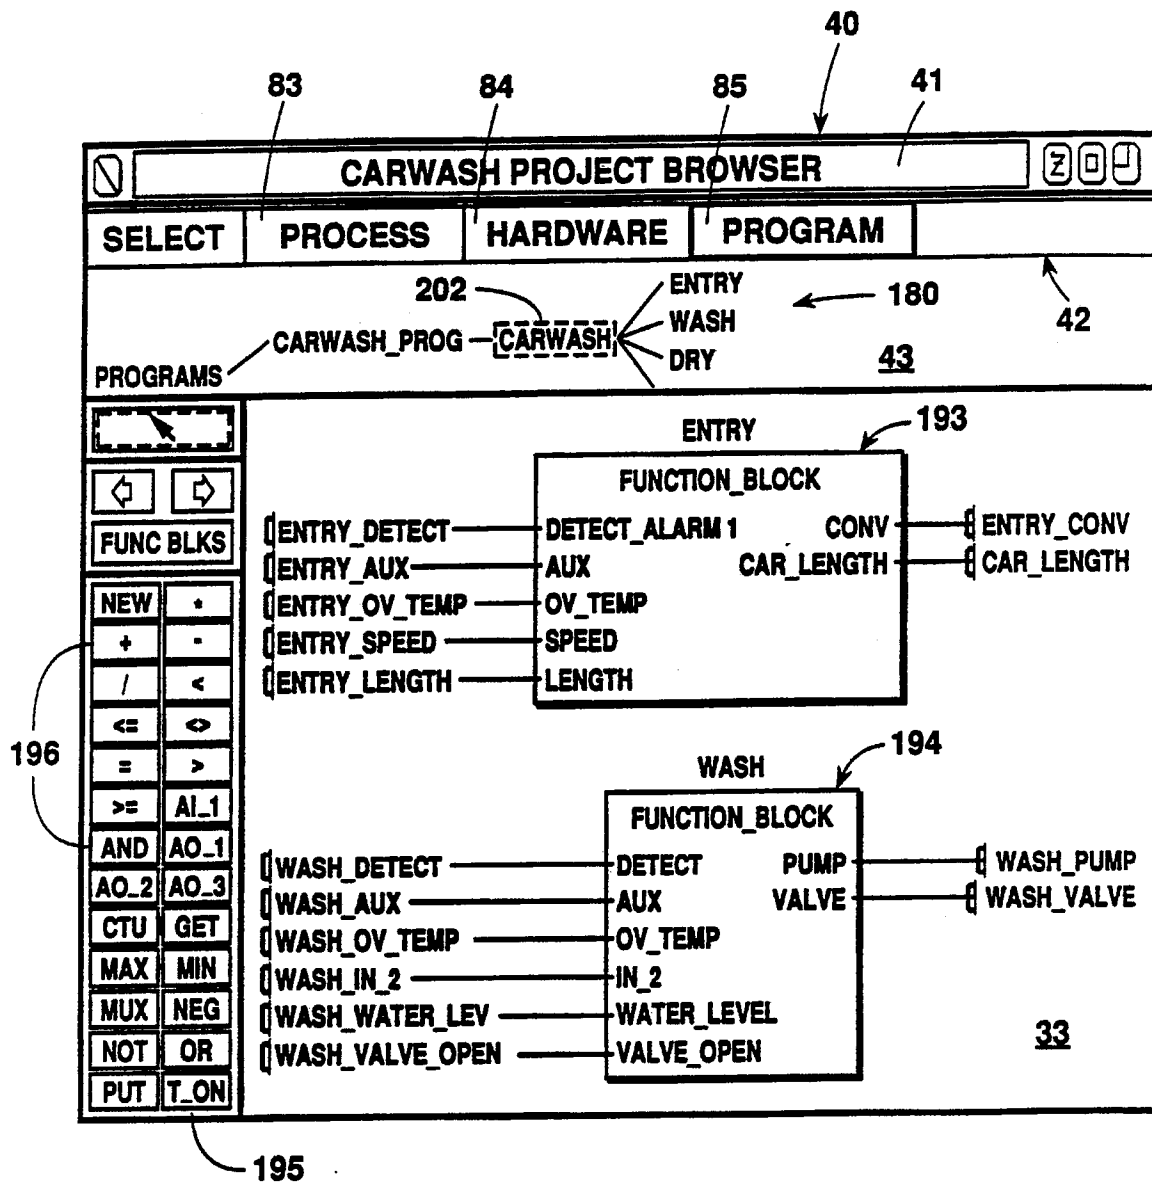 40
83 84 85 41
CARWASH PROJECT BROWSER
Z
SELECT PROCESS HARDWARE PROGRAM
202 ENTRY 180
42
CARWASH_PROG CARWASH WASH
PROGRAMS DRY 43
ENTRY 193
FUNCTION_BLOCK
ENTRY_DETECT DETECT_ALARM 1 CONV ENTRY_CONV
ENTRY_AUX AUX CAR_LENGTH CAR_LENGTH
ENTRY_OV_TEMP OV_TEMP
ENTRY_SPEED SPEED
ENTRY_LENGTH LENGTH
FUNC BLKS
NEW *
+ -
/ <
<= <>
= >
>= AI_1
AND AO_1
AO_2 AO_3
CTU GET
MAX MIN
MUX NEG
NOT OR
PUT T_ON
196
195
WASH 194
FUNCTION_BLOCK
WASH_DETECT DETECT PUMP WASH_PUMP
WASH_AUX AUX VALVE WASH_VALVE
WASH_OV_TEMP OV_TEMP
WASH_IN_2 IN_2
WASH_WATER_LEV WATER_LEVEL
WASH_VALVE_OPEN VALVE_OPEN
33